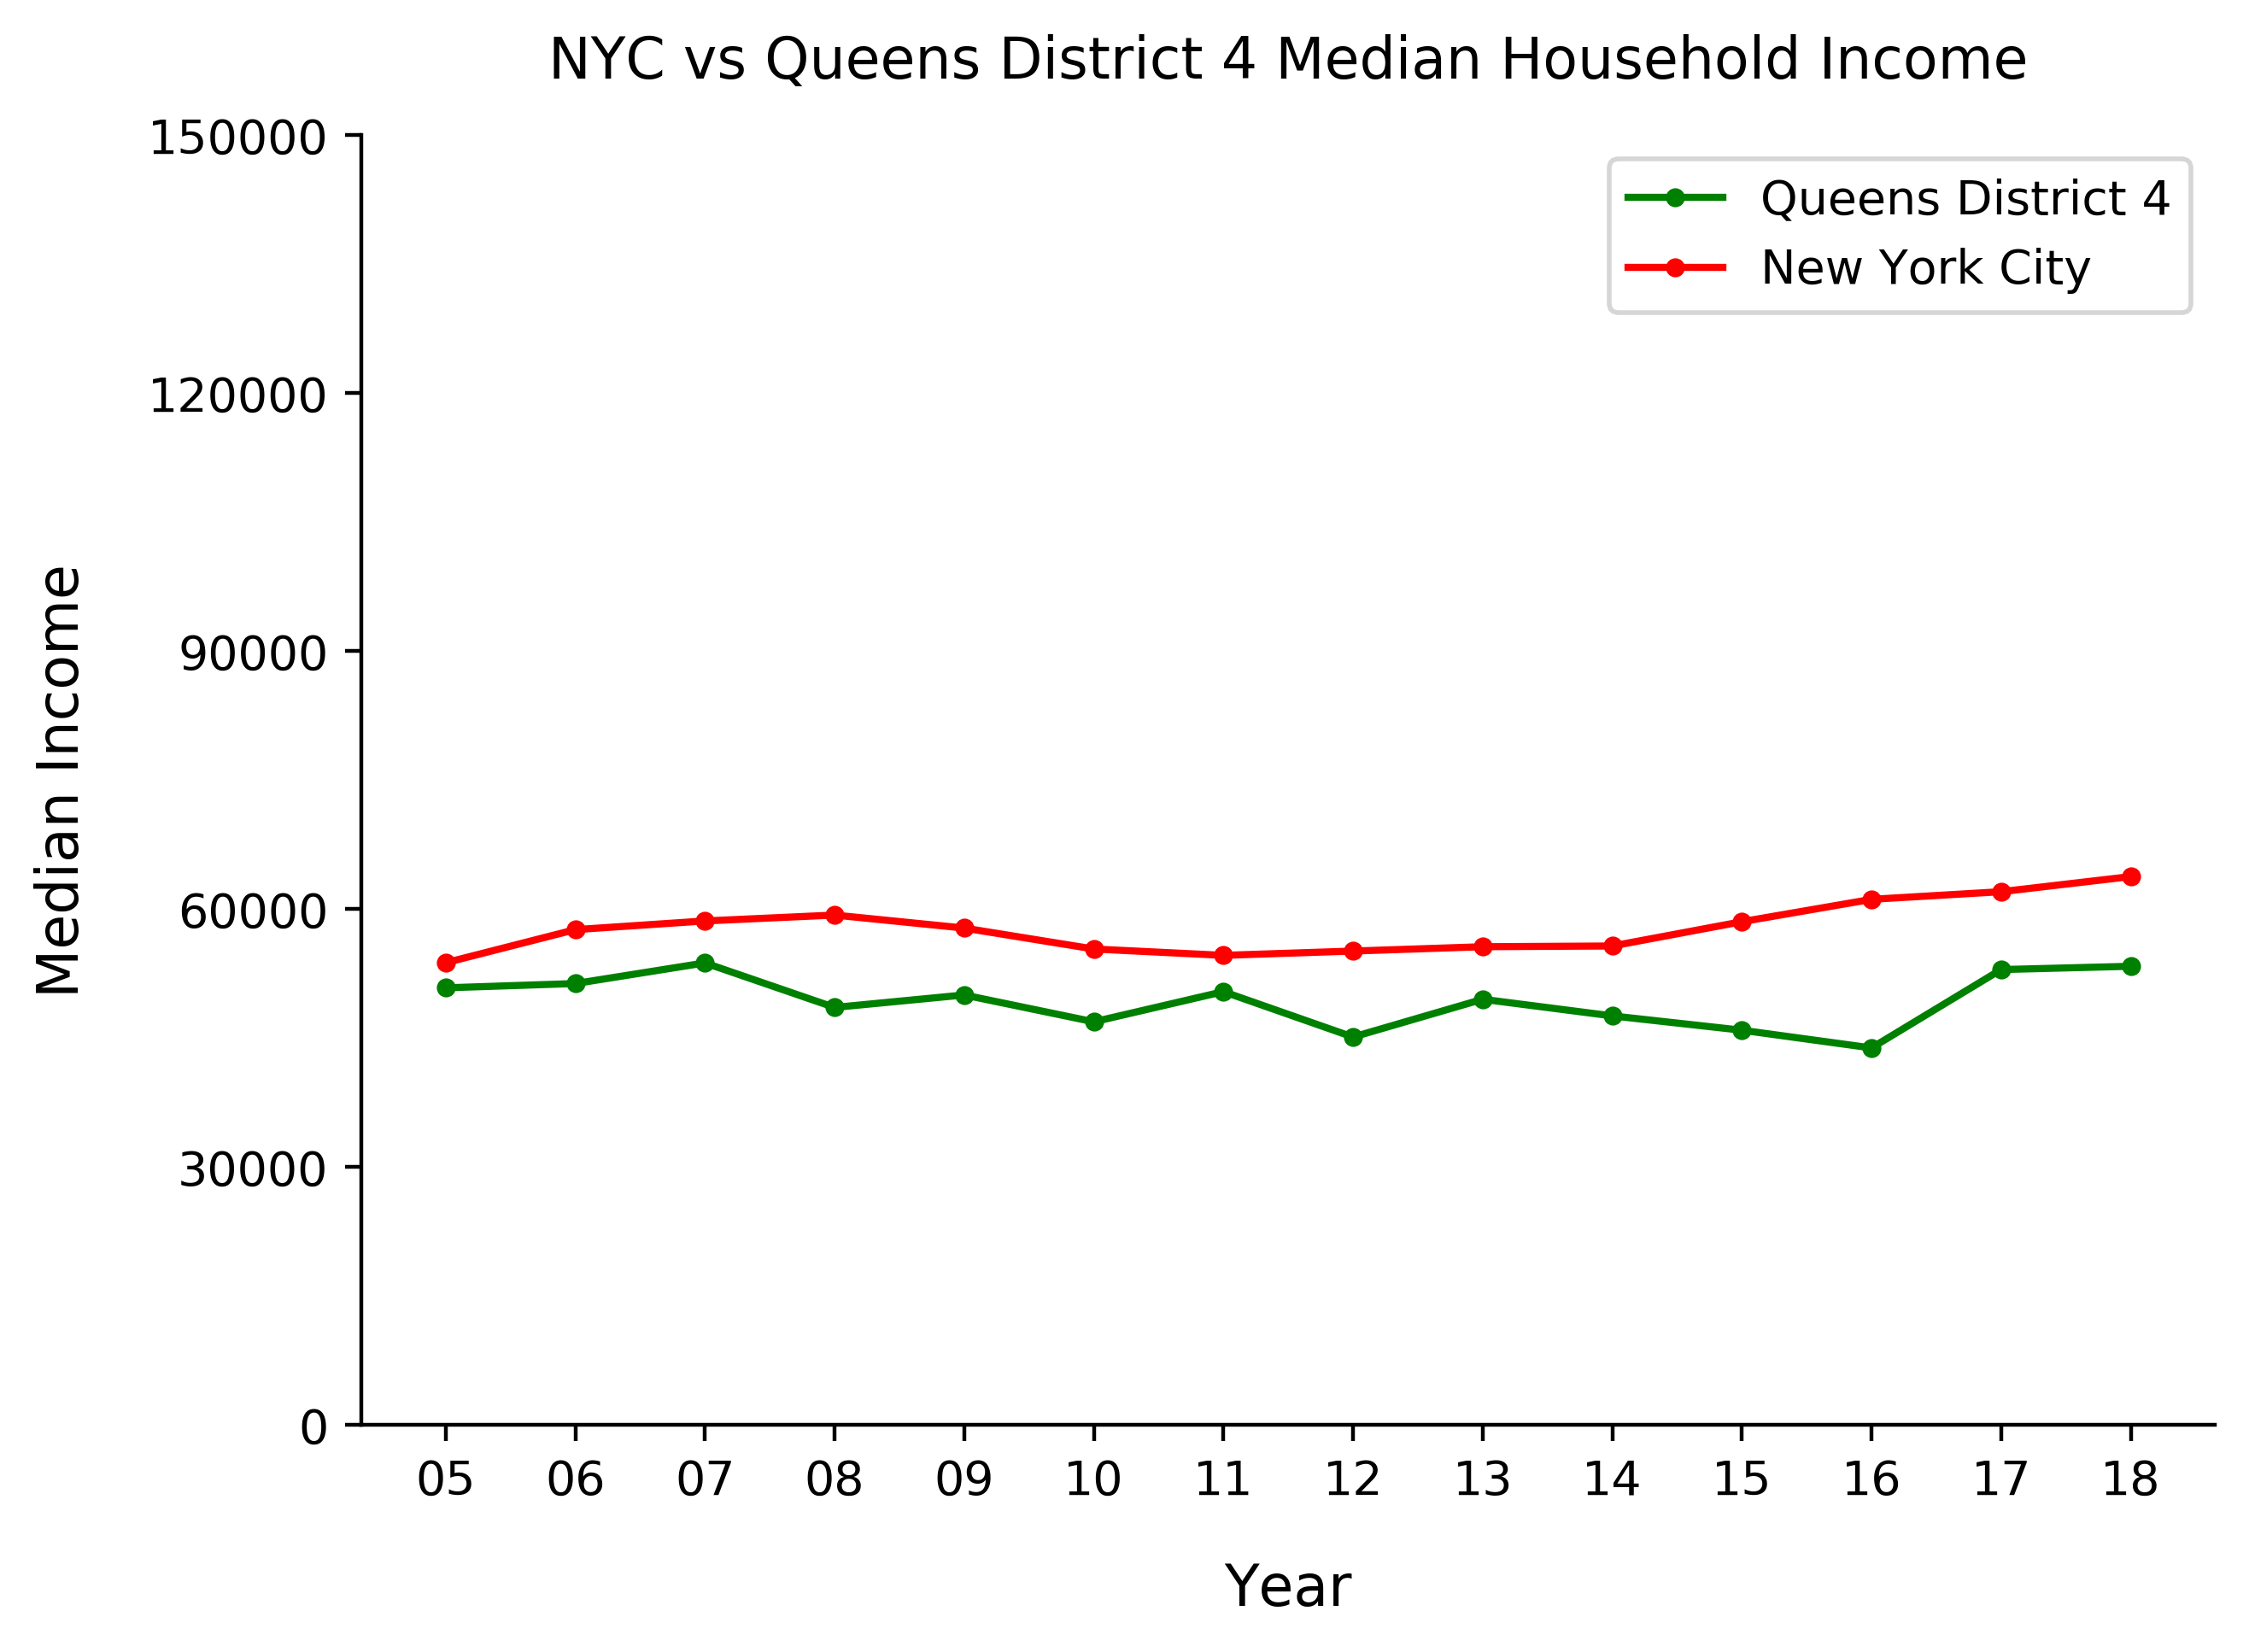 NYC vs Queens District 4 Median Household Income
150000
120000
90000
60000
30000
0
Median Income
Queens District 4
New York City
05 06 07 08 09 10 11 12 13 14 15 16 17 18
Year